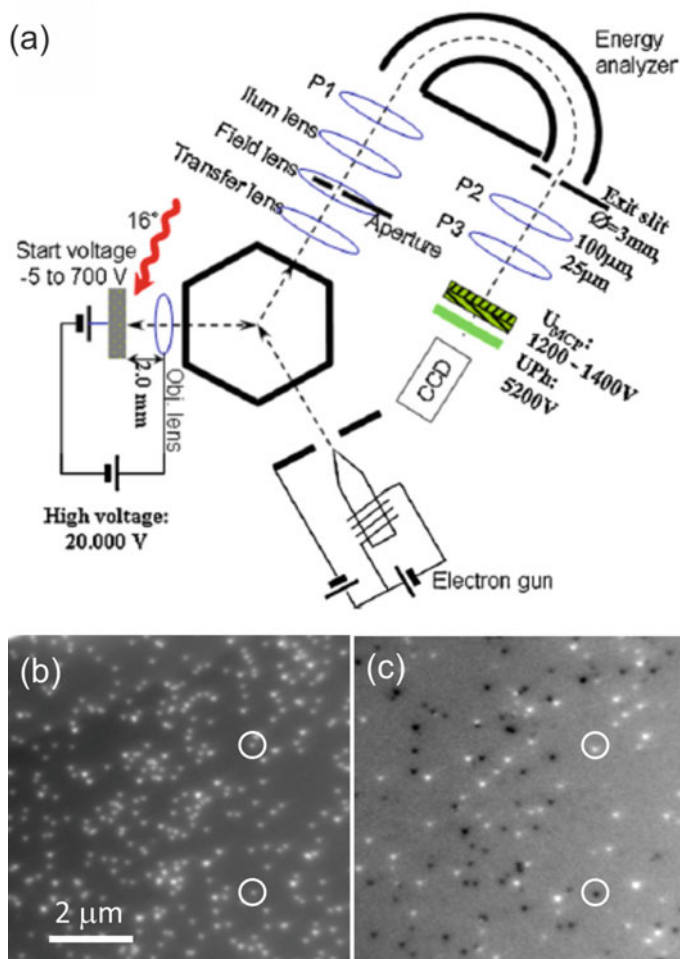 (a)
Energy
analyzer
P1
Illum lens
Field lens
Transfer lens
Aperture
P2
P3
Exit slit
Ø=3mm,
100μm,
25μm
16°
Start voltage
-5 to 700 V
2.0 mm
Obj. lens
U_MCP:
1200 - 1400V
UPh:
5200V
CCD
High voltage:
20.000 V
Electron gun
(b)
(c)
2 μm